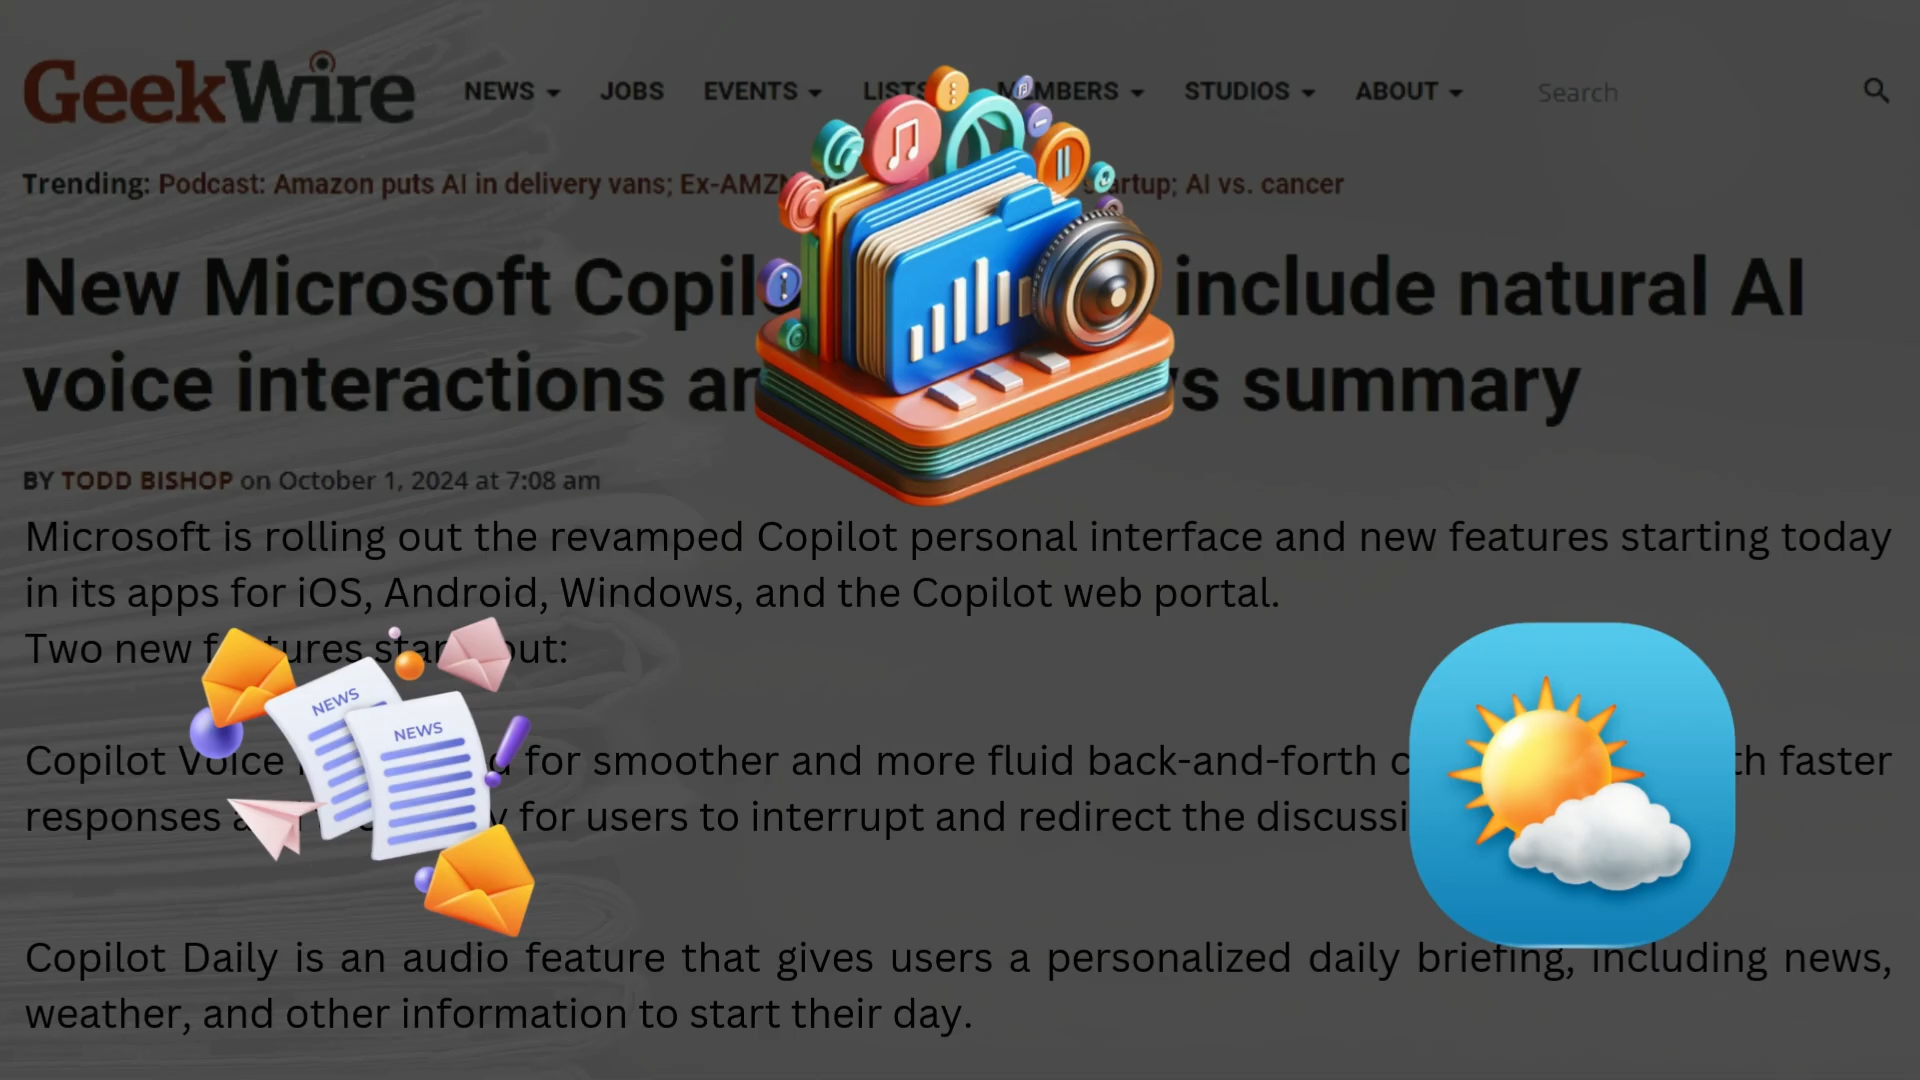 GeekWire NEWS JOBS EVENTS LISTS MEMBERS STUDIOS ABOUT Search
Trending: Podcast: Amazon puts AI in delivery vans; Ex-AMZN startup; AI vs. cancer
New Microsoft Copil include natural AI
voice interactions summary
BY TODD BISHOP on October 1, 2024 at 7:08 am
Microsoft is rolling out the revamped Copilot personal interface and new features starting today
in its apps for iOS, Android, Windows, and the Copilot web portal.
Two new features stand out:
NEWS
NEWS
Copilot Voice for smoother and more fluid back-and-forth faster
responses for users to interrupt and redirect the
Copilot Daily is an audio feature that gives users a personalized daily briefing, including news,
weather, and other information to start their day.